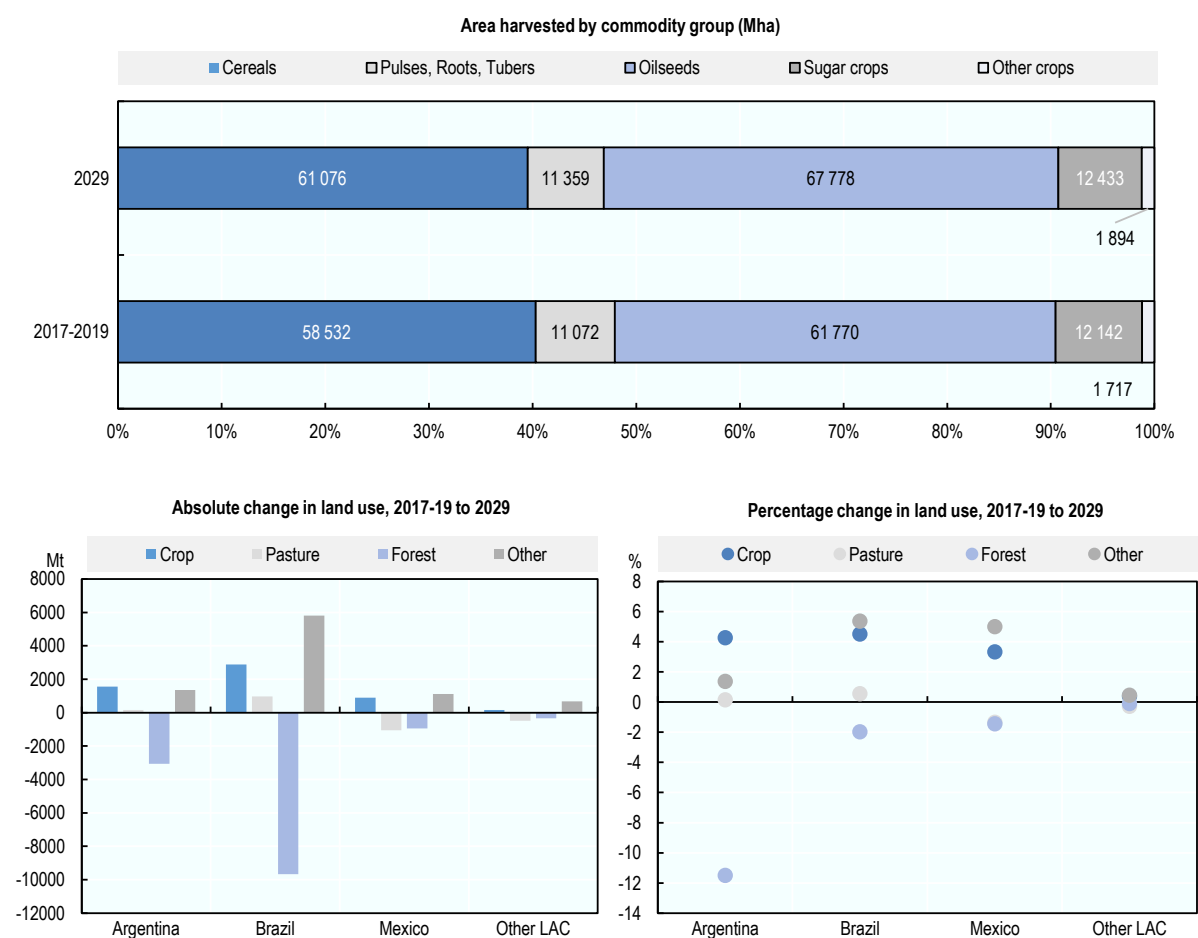 Area harvested by commodity group (Mha)
Cereals Pulses, Roots, Tubers Oilseeds Sugar crops Other crops
2029 61 076 11 359 67 778 12 433
1 894
2017-2019 58 532 11 072 61 770 12 142
1 717
0% 10% 20% 30% 40% 50% 60% 70% 80% 90% 100%
Absolute change in land use, 2017-19 to 2029
Mt Crop Pasture Forest Other
8000
6000
4000
2000
0
-2000
-4000
-6000
-8000
-10000
-12000
Argentina Brazil Mexico Other LAC
Percentage change in land use, 2017-19 to 2029
% Crop Pasture Forest Other
8
6
4
2
0
-2
-4
-6
-8
-10
-12
-14
Argentina Brazil Mexico Other LAC